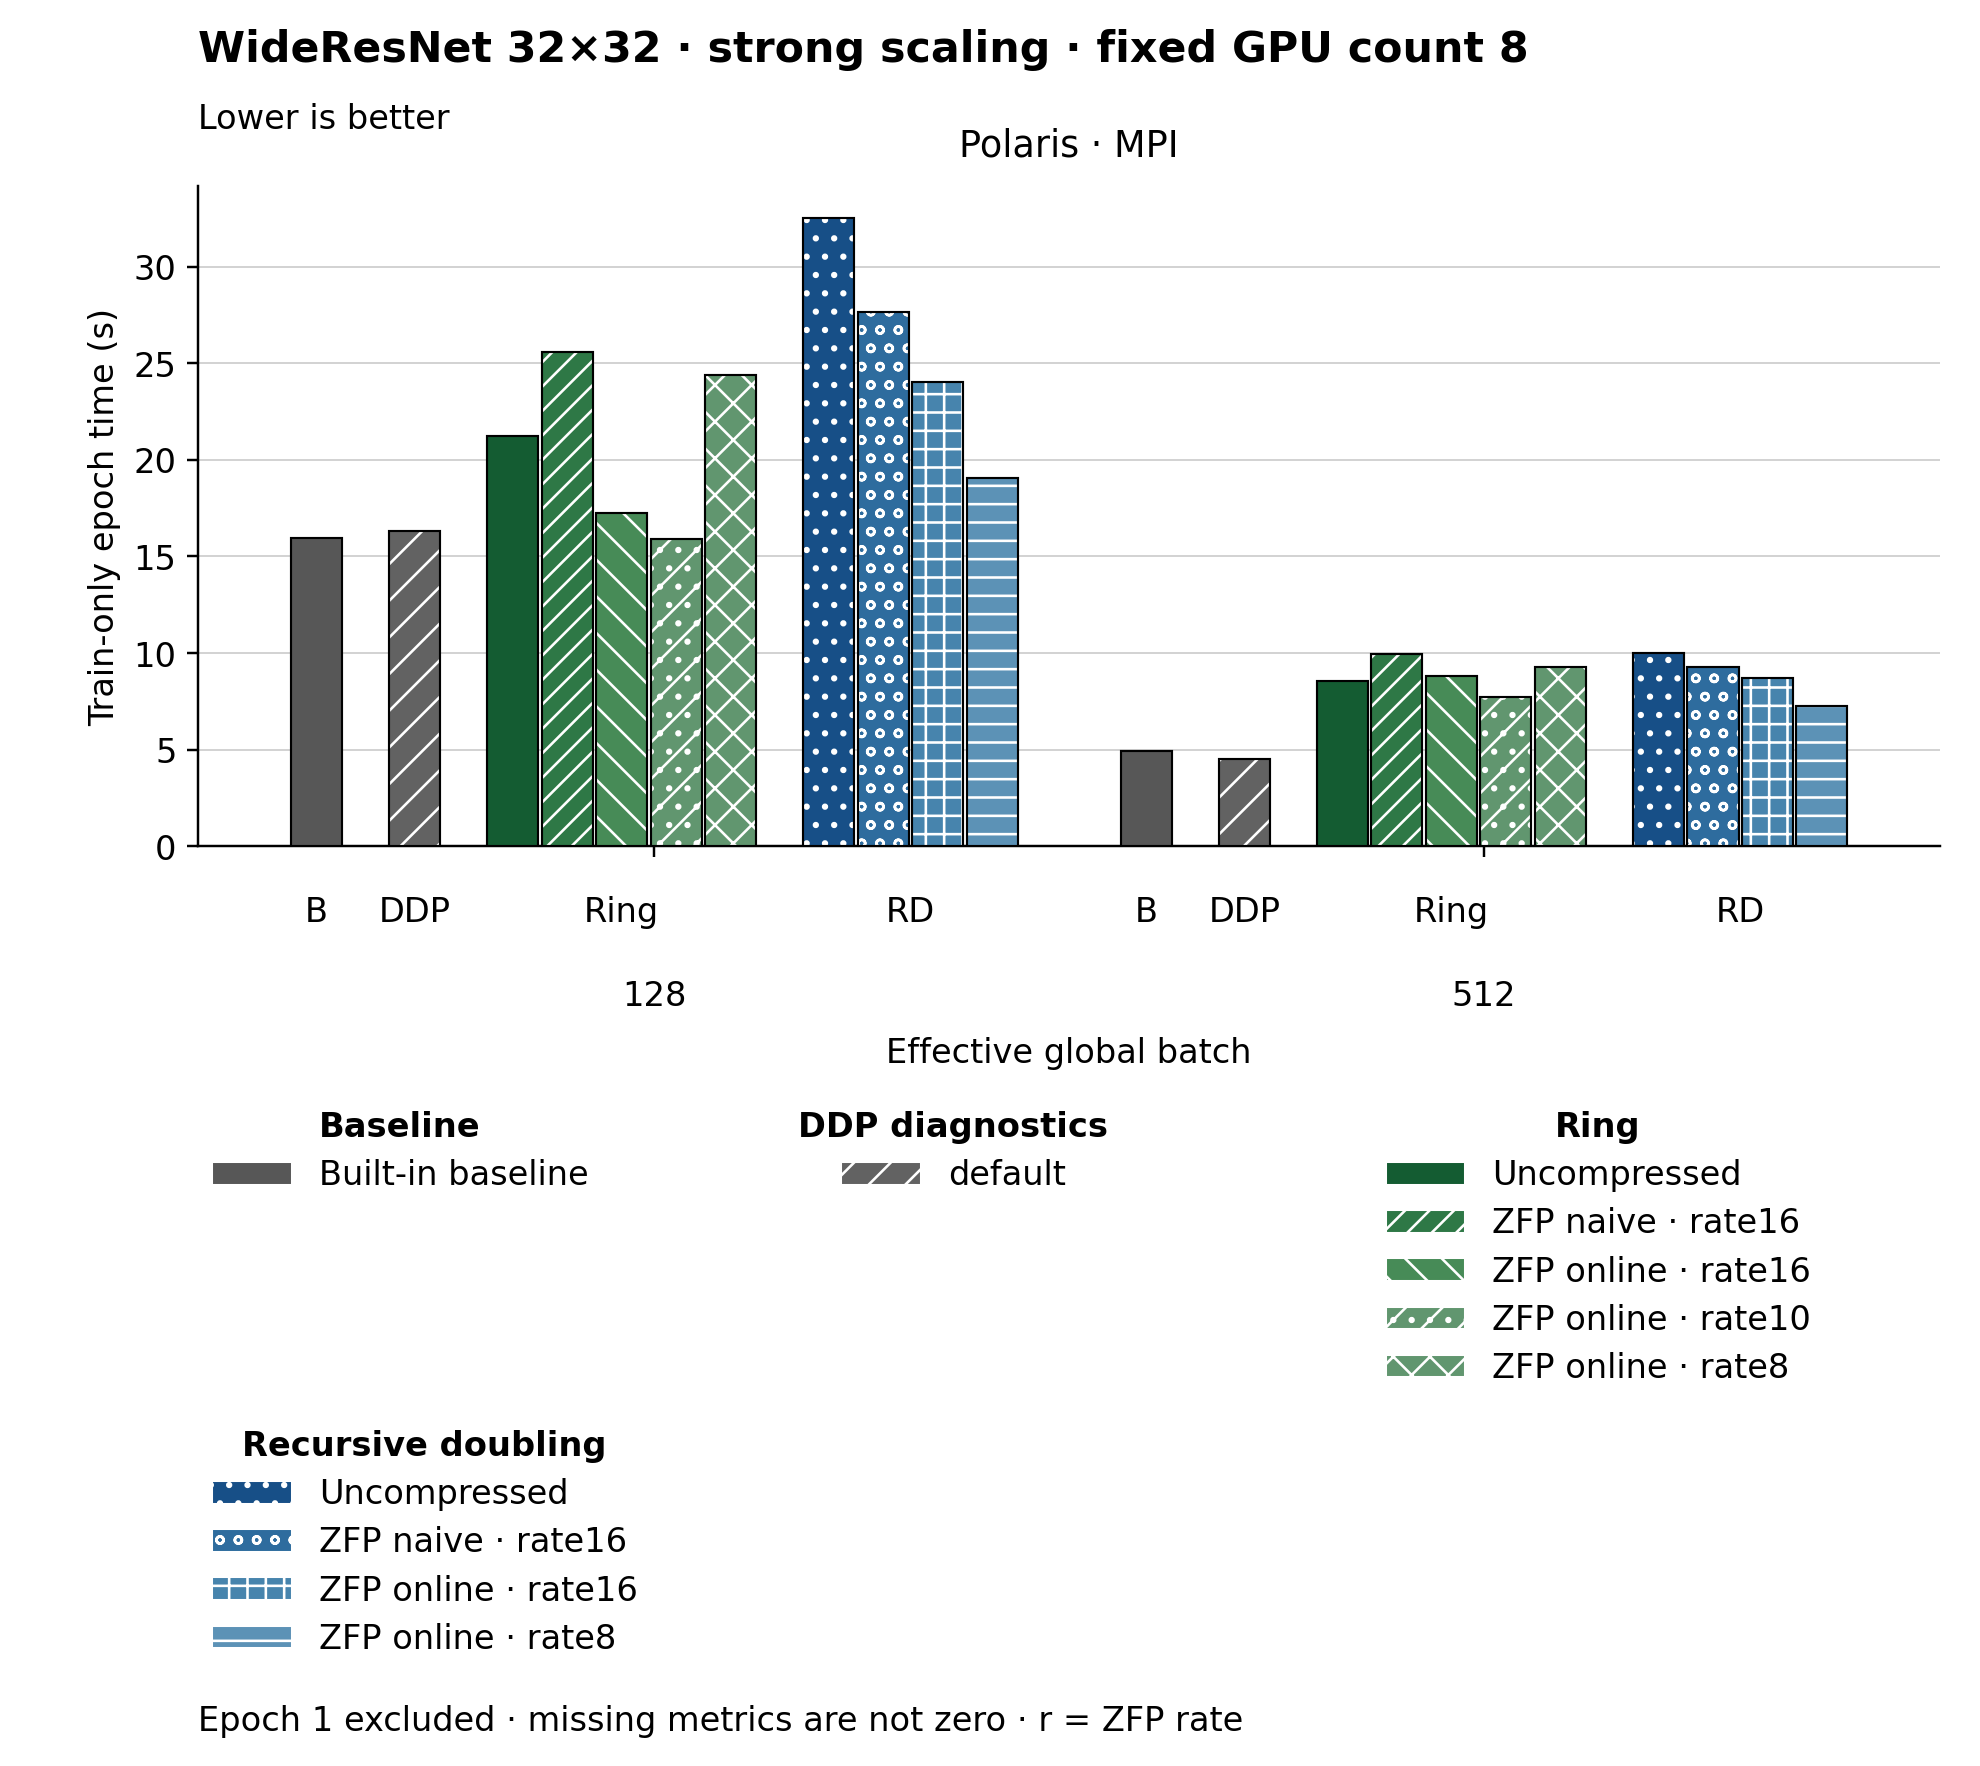 WideResNet 32×32 · strong scaling · fixed GPU count 8
Lower is better
Polaris · MPI
Train-only epoch time (s)
30
25
20
15
10
5
0
B DDP Ring RD B DDP Ring RD
128 512
Effective global batch
Baseline
Built-in baseline
DDP diagnostics
default
Ring
Uncompressed
ZFP naive · rate16
ZFP online · rate16
ZFP online · rate10
ZFP online · rate8
Recursive doubling
Uncompressed
ZFP naive · rate16
ZFP online · rate16
ZFP online · rate8
Epoch 1 excluded · missing metrics are not zero · r = ZFP rate